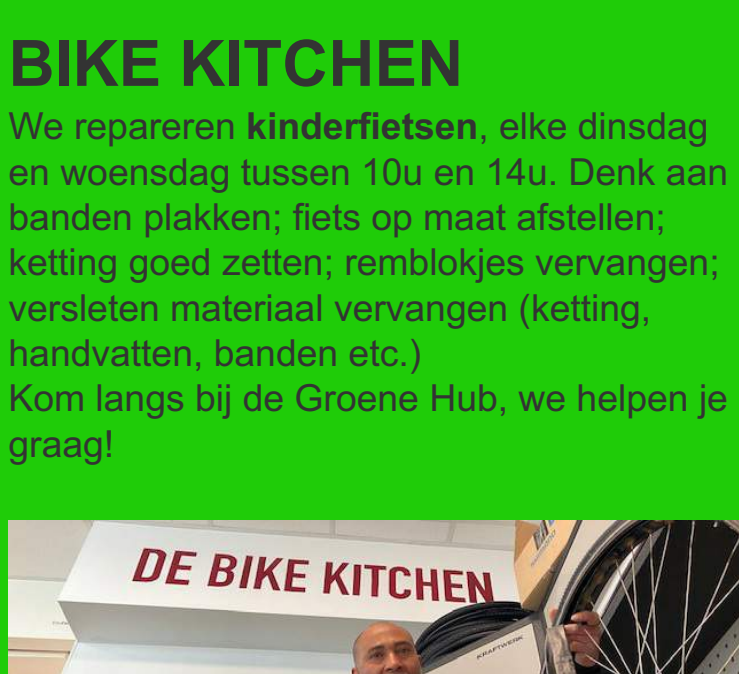 BIKE KITCHEN
We repareren kinderfietsen, elke dinsdag
en woensdag tussen 10u en 14u. Denk aan
banden plakken; fiets op maat afstellen;
ketting goed zetten; remblokjes vervangen;
versleten materiaal vervangen (ketting,
handvatten, banden etc.)
Kom langs bij de Groene Hub, we helpen je
graag!
DE BIKE KITCHEN
KRAFTWERK